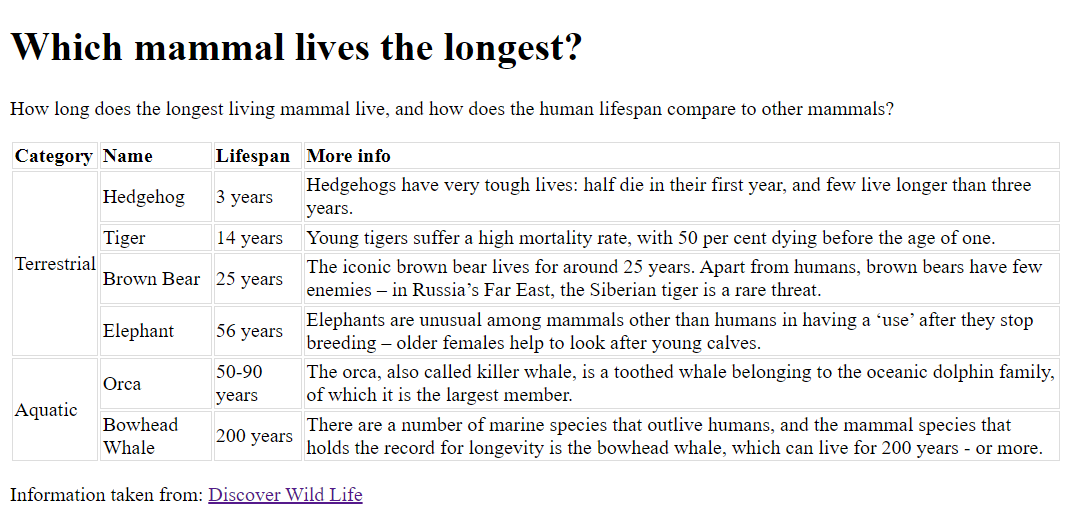 Which mammal lives the longest?
How long does the longest living mammal live, and how does the human lifespan compare to other mammals?
Category Name Lifespan More info
Terrestrial
Hedgehog
3 years
Hedgehogs have very tough lives: half die in their first year, and few live longer than three
years.
Tiger
14 years
Young tigers suffer a high mortality rate, with 50 per cent dying before the age of one.
Brown Bear
25 years
The iconic brown bear lives for around 25 years. Apart from humans, brown bears have few
enemies – in Russia’s Far East, the Siberian tiger is a rare threat.
Elephant
56 years
Elephants are unusual among mammals other than humans in having a ‘use’ after they stop
breeding – older females help to look after young calves.
Aquatic
Orca
50-90
years
The orca, also called killer whale, is a toothed whale belonging to the oceanic dolphin family,
of which it is the largest member.
Bowhead
Whale
200 years
There are a number of marine species that outlive humans, and the mammal species that
holds the record for longevity is the bowhead whale, which can live for 200 years - or more.
Information taken from: Discover Wild Life